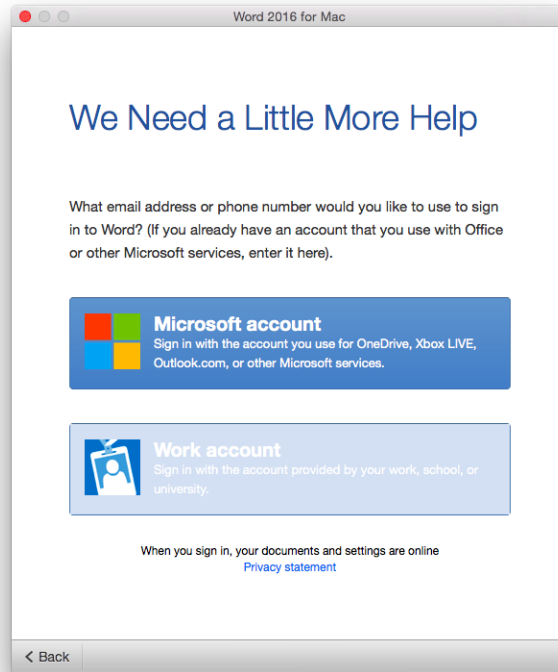 Word 2016 for Mac
We Need a Little More Help
What email address or phone number would you like to use to sign
in to Word? (If you already have an account that you use with Office
or other Microsoft services, enter it here).
Microsoft account
Sign in with the account you use for OneDrive, Xbox LIVE,
Outlook.com, or other Microsoft services.
Work account
Sign in with the account provided by your work, school, or
university.
When you sign in, your documents and settings are online
Privacy statement
Back